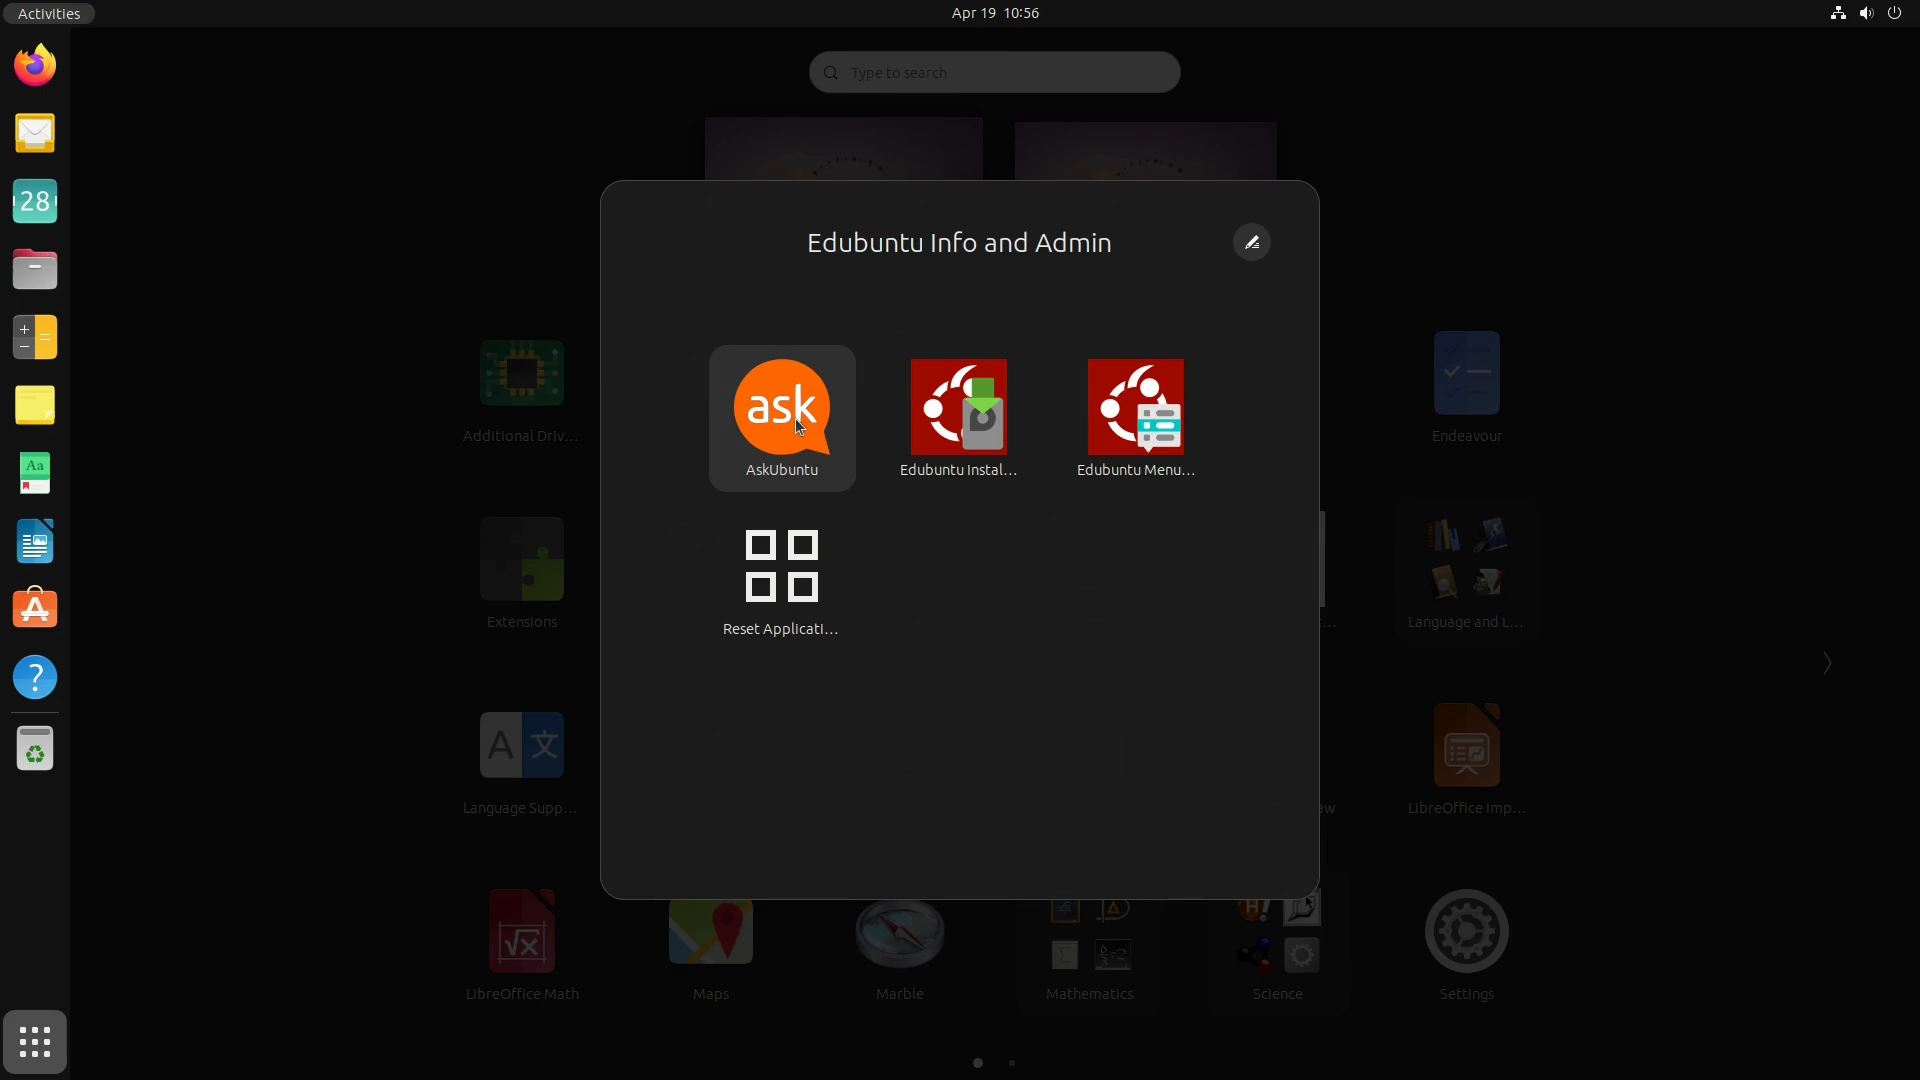 Activities
Apr 19 10:56
Type to search
28
Edubuntu Info and Admin
ask
AskUbuntu
Edubuntu Instal...
Edubuntu Menu...
Additional Driv...
Endeavour
Aa
Reset Applicati...
Extensions
Language and L...
A 文
Language Supp...
aw
LibreOffice Imp...
LibreOffice Math
Maps
Marble
Mathematics
Science
Settings